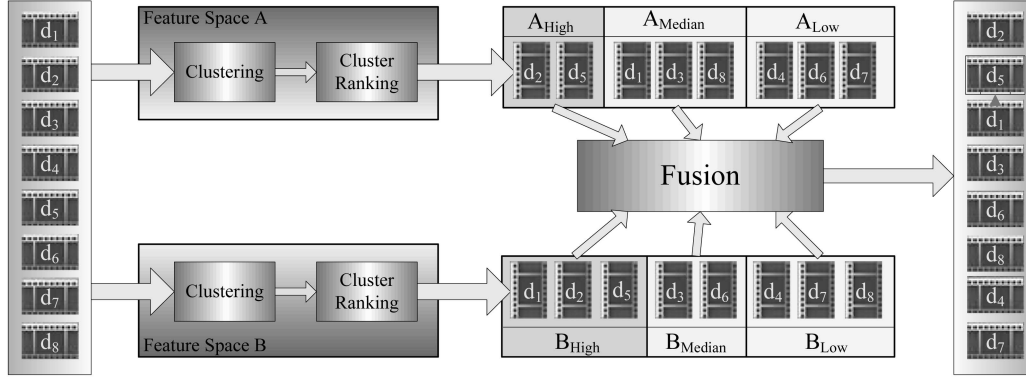 d1
d2
d3
d4
d5
d6
d7
d8
Feature Space A
Clustering
Cluster
Ranking
AHigh
AMedian
ALow
d2 d5 d1 d3 d8 d4 d6 d7
Fusion
Clustering
Cluster
Ranking
Feature Space B
d1 d2 d5 d3 d6 d4 d7 d8
BHigh
BMedian
BLow
d2
d5
d1
d3
d6
d8
d4
d7